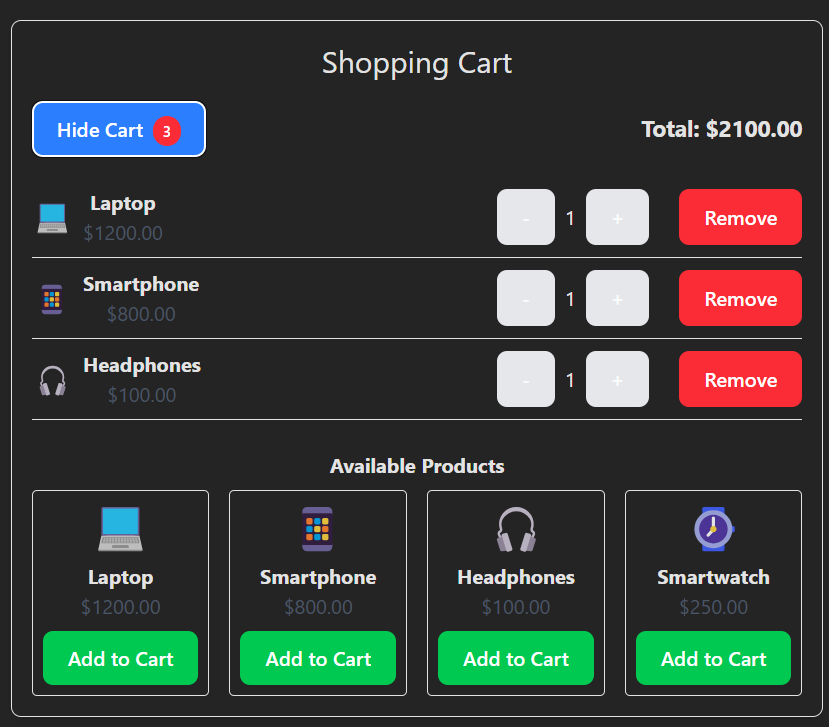 Shopping Cart
Hide Cart 3
Total: $2100.00
Laptop
$1200.00
- 1 + Remove
Smartphone
$800.00
- 1 + Remove
Headphones
$100.00
- 1 + Remove
Available Products
Laptop
$1200.00
Add to Cart
Smartphone
$800.00
Add to Cart
Headphones
$100.00
Add to Cart
Smartwatch
$250.00
Add to Cart